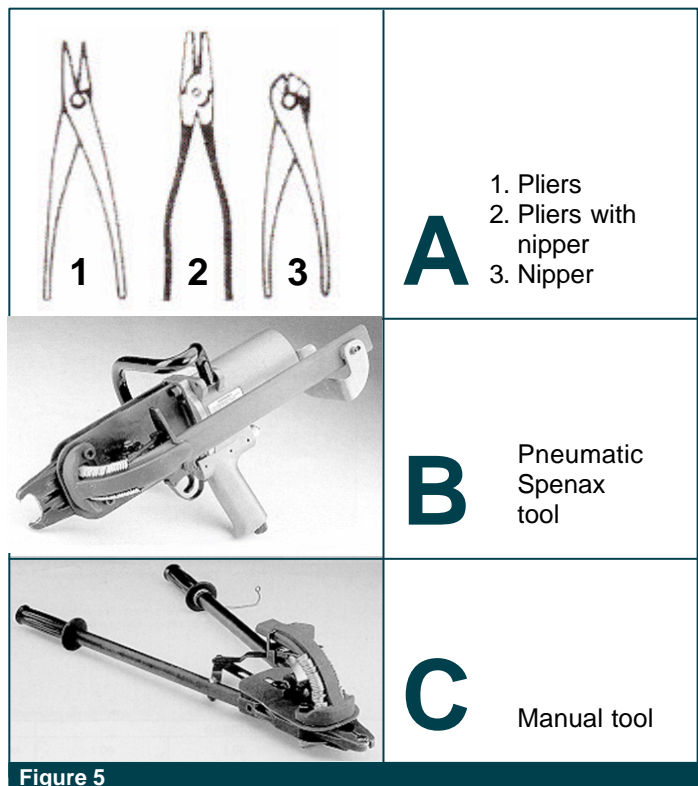 1
2
3
A
1. Pliers
2. Pliers with
nipper
3. Nipper
B
Pneumatic
Spenax
tool
C
Manual tool
Figure 5